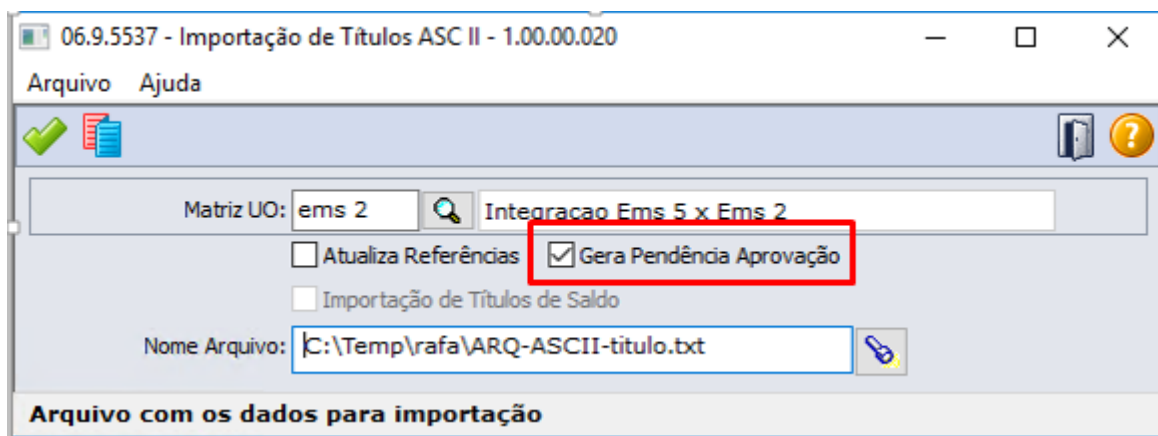 06.9.5537 - Importação de Títulos ASC II - 1.00.00.020
Arquivo Ajuda
?
Matriz UO: ems 2 Integracao Ems 5 x Ems 2
Atualiza Referências Gera Pendência Aprovação
Importação de Títulos de Saldo
Nome Arquivo: C:\Temp\rafa\ARQ-ASCII-titulo.txt
Arquivo com os dados para importação